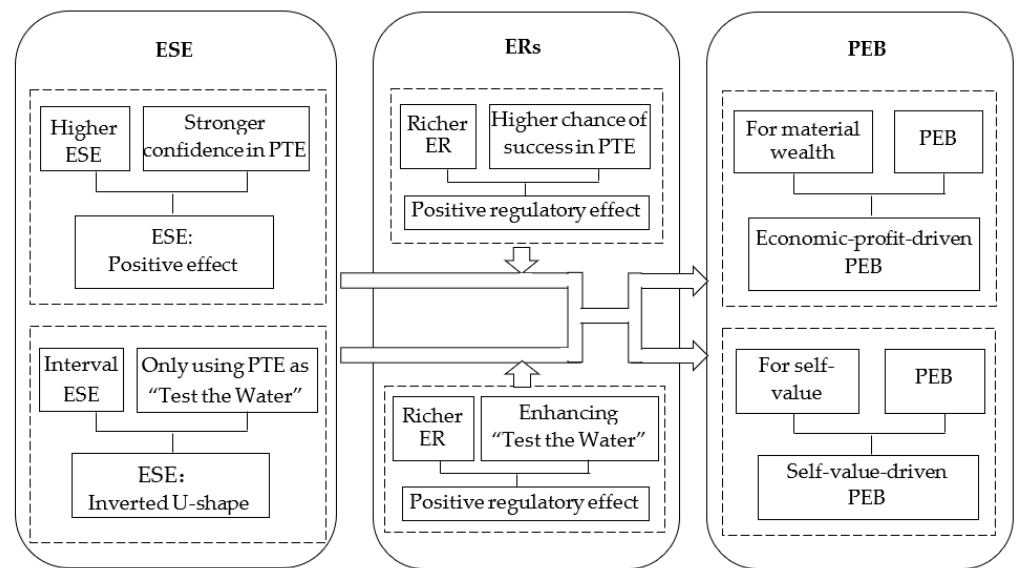 ESE
Higher
ESE
Stronger
confidence in PTE
ESE:
Positive effect
Interval
ESE
Only using PTE as
“Test the Water”
ESE：
Inverted U-shape
ERs
Richer
ER
Higher chance of
success in PTE
Positive regulatory effect
Richer
ER
Enhancing
“Test the Water”
Positive regulatory effect
PEB
For material
wealth
PEB
Economic-profit-driven
PEB
For self-
value
PEB
Self-value-driven
PEB